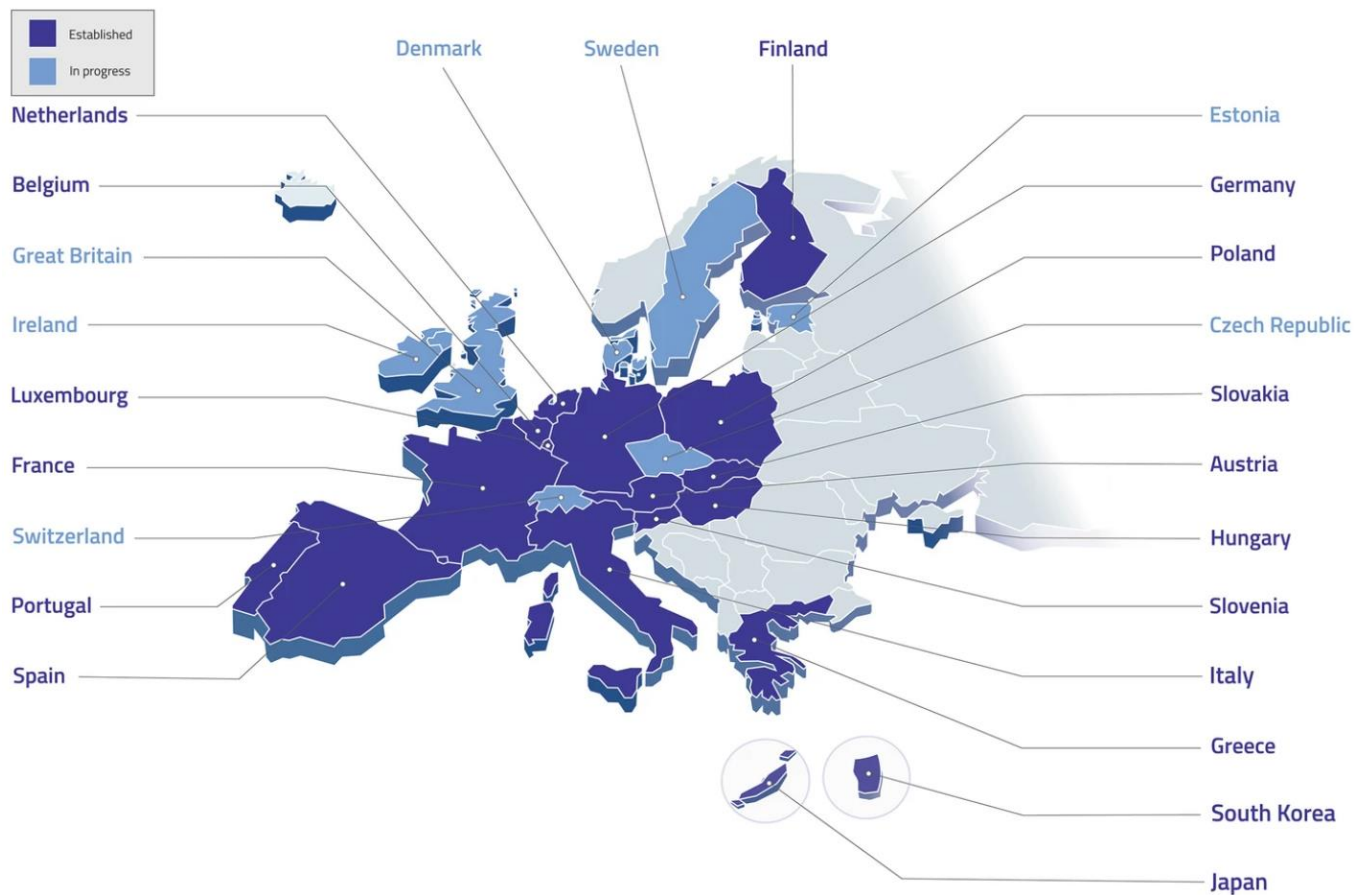 Established
In progress
Denmark
Sweden
Finland
Netherlands
Belgium
Great Britain
Ireland
Luxembourg
France
Switzerland
Portugal
Spain
Estonia
Germany
Poland
Czech Republic
Slovakia
Austria
Hungary
Slovenia
Italy
Greece
South Korea
Japan